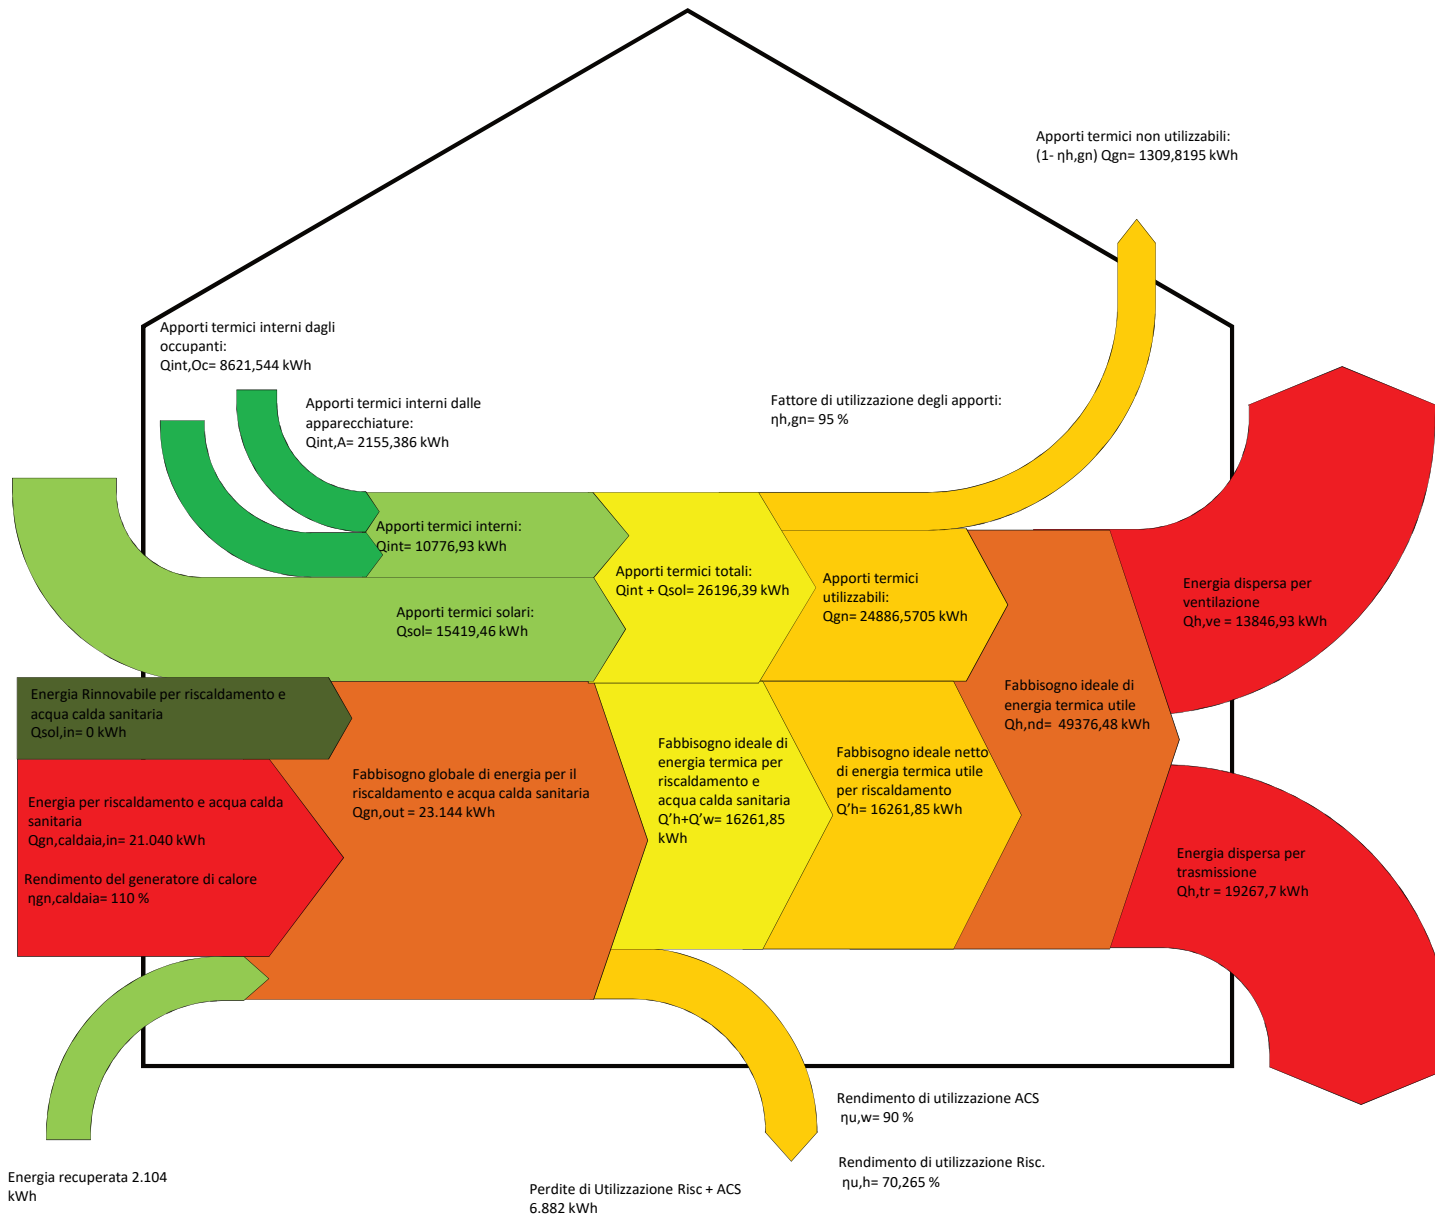 Apporti termici non utilizzabili:
(1- ηh,gn) Qgn= 1309,8195 kWh
Apporti termici interni dagli
occupanti:
Qint,Oc= 8621,544 kWh
Apporti termici interni dalle
apparecchiature:
Qint,A= 2155,386 kWh
Fattore di utilizzazione degli apporti:
ηh,gn= 95 %
Apporti termici interni:
Qint= 10776,93 kWh
Apporti termici totali:
Qint + Qsol= 26196,39 kWh
Apporti termici
utilizzabili:
Qgn= 24886,5705 kWh
Energia dispersa per
ventilazione
Qh,ve = 13846,93 kWh
Apporti termici solari:
Qsol= 15419,46 kWh
Energia Rinnovabile per riscaldamento e
acqua calda sanitaria
Qsol,in= 0 kWh
Fabbisogno ideale di
energia termica utile
Qh,nd=  49376,48 kWh
Fabbisogno globale di energia per il
riscaldamento e acqua calda sanitaria
Qgn,out = 23.144 kWh
Fabbisogno ideale di
energia termica per
riscaldamento e
acqua calda sanitaria
Q’h+Q’w= 16261,85
kWh
Fabbisogno ideale netto
di energia termica utile
per riscaldamento
Q’h= 16261,85 kWh
Energia per riscaldamento e acqua calda
sanitaria
Qgn,caldaia,in= 21.040 kWh
Rendimento del generatore di calore
ηgn,caldaia= 110 %
Energia dispersa per
trasmissione
Qh,tr = 19267,7 kWh
Rendimento di utilizzazione ACS
ηu,w= 90 %
Rendimento di utilizzazione Risc.
ηu,h= 70,265 %
Energia recuperata 2.104
kWh
Perdite di Utilizzazione Risc + ACS
6.882 kWh